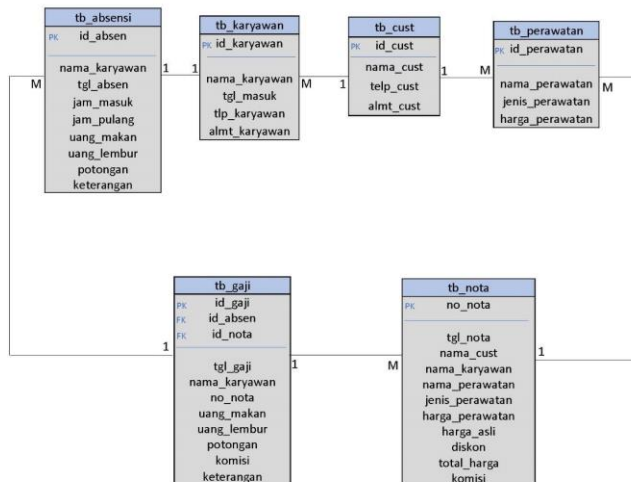 tb_absensi
PK id_absen
nama_karyawan
tgl_absen
jam_masuk
jam_pulang
uang_makan
uang_lembur
potongan
keterangan
M
1
1
tb_karyawan
PK id_karyawan
nama_karyawan
tgl_masuk
tlp_karyawan
almt_karyawan
M
1
tb_cust
PK id_cust
nama_cust
telp_cust
almt_cust
1
M
tb_perawatan
PK id_perawatan
nama_perawatan
jenis_perawatan
harga_perawatan
M
tb_gaji
PK id_gaji
FK id_absen
FK id_nota
tgl_gaji
nama_karyawan
no_nota
uang_makan
uang_lembur
potongan
komisi
keterangan
1
1
M
tb_nota
PK no_nota
tgl_nota
nama_cust
nama_karyawan
nama_perawatan
jenis_perawatan
harga_perawatan
harga_asli
diskon
total_harga
komisi
1